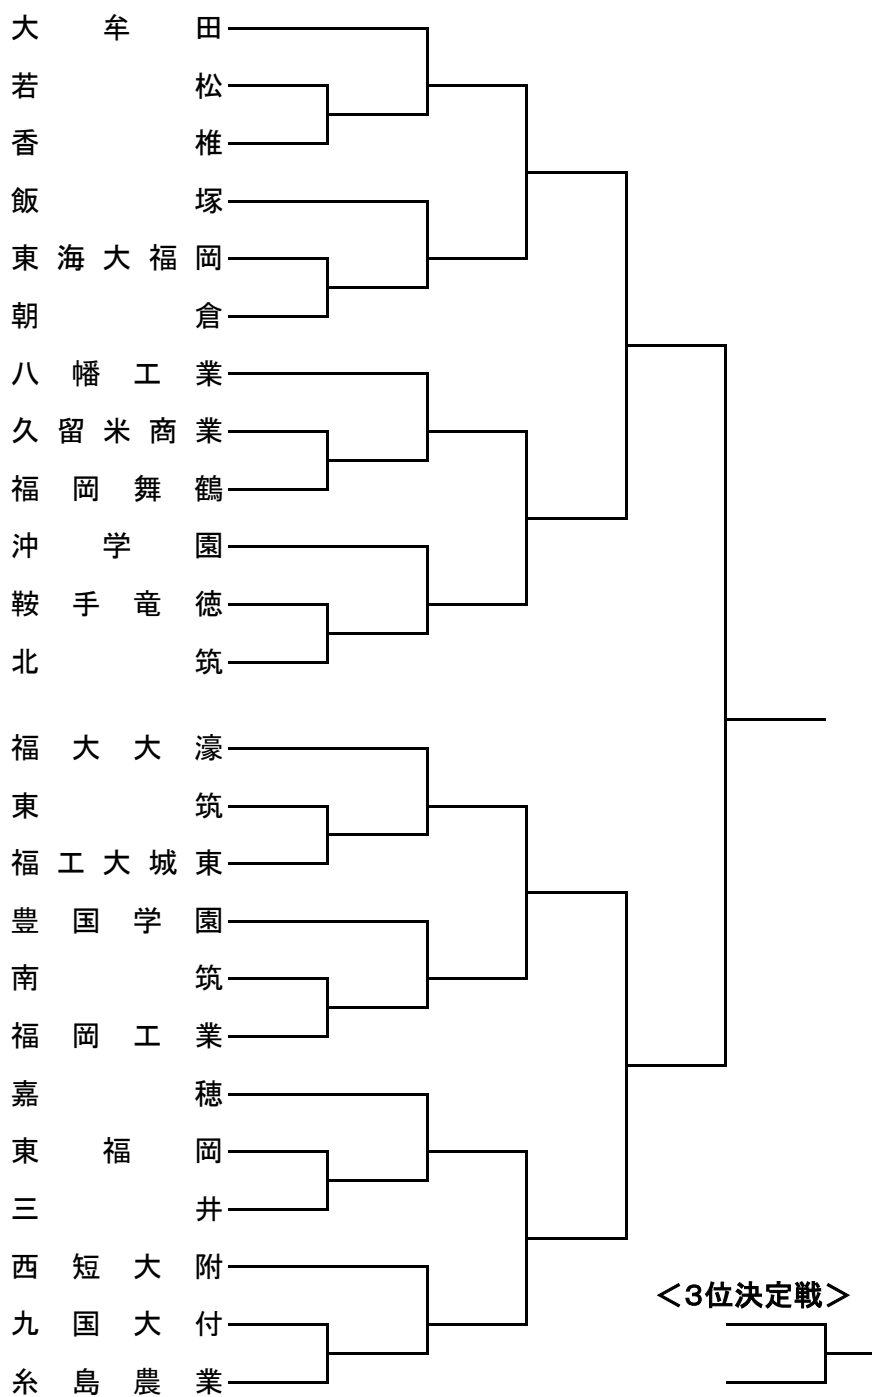 大牟田
若松
香椎
飯塚
東海大福岡
朝倉
八幡工業
久留米商業
福岡舞鶴
沖学園
鞍手竜徳
北筑
福大大濠
東筑
福工大城東
豊国学園
南筑
福岡工業
嘉穂
東福岡
三井
西短大附
九国大付
糸島農業
＜3位決定戦＞